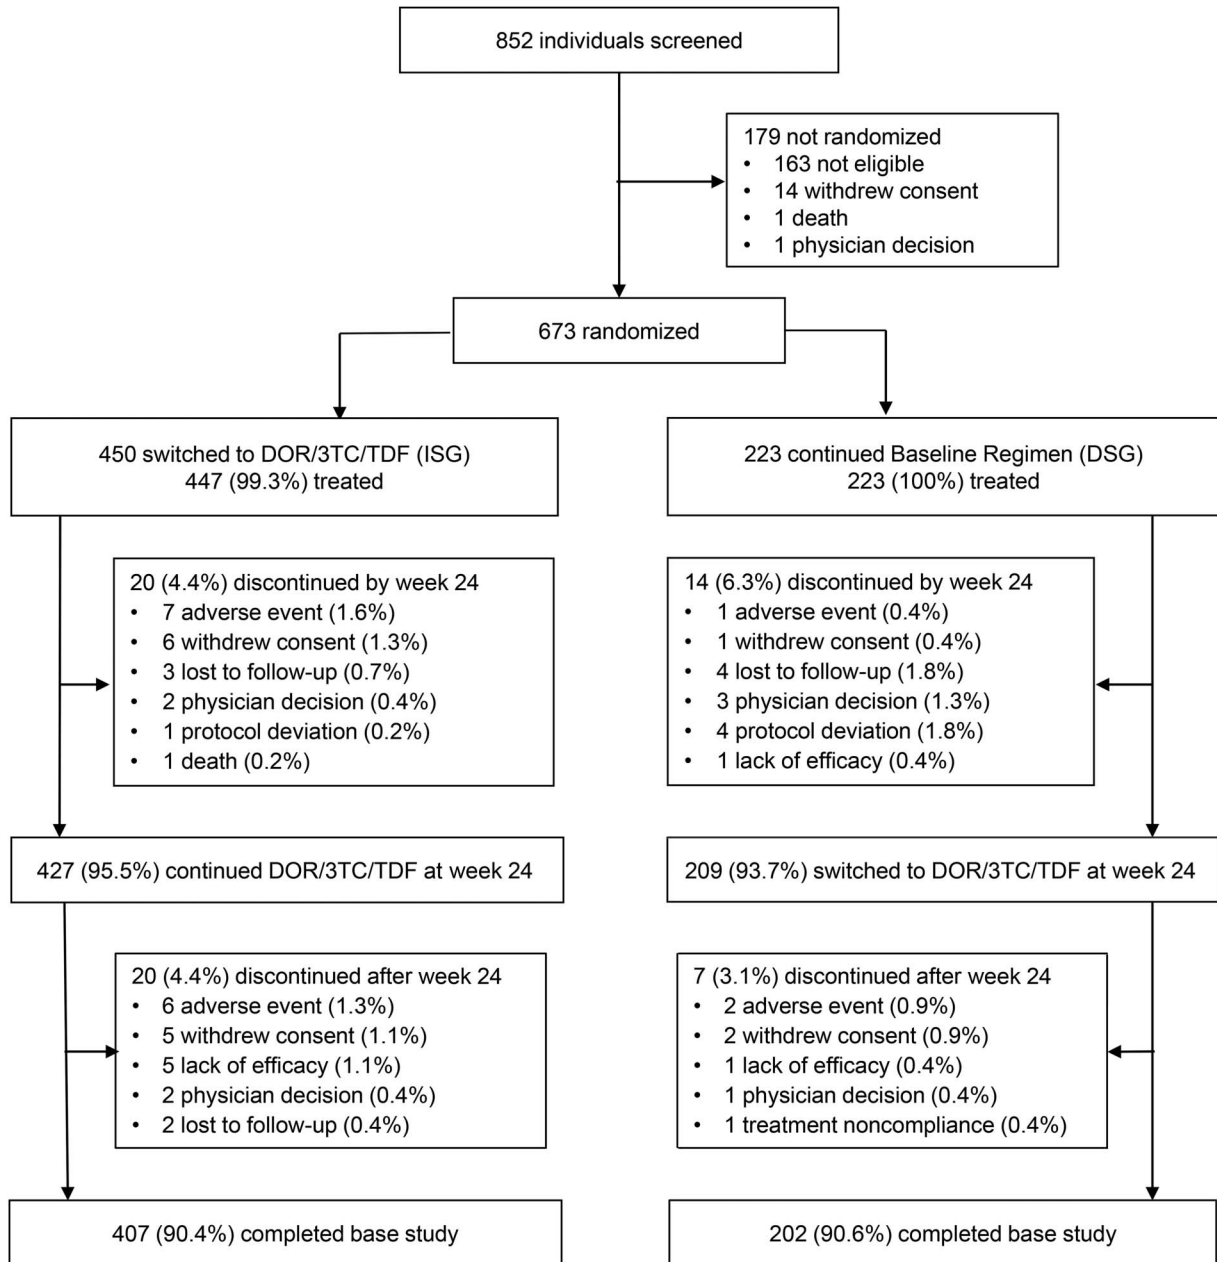 852 individuals screened
179 not randomized
• 163 not eligible
• 14 withdrew consent
• 1 death
• 1 physician decision
673 randomized
450 switched to DOR/3TC/TDF (ISG)
447 (99.3%) treated
223 continued Baseline Regimen (DSG)
223 (100%) treated
20 (4.4%) discontinued by week 24
• 7 adverse event (1.6%)
• 6 withdrew consent (1.3%)
• 3 lost to follow-up (0.7%)
• 2 physician decision (0.4%)
• 1 protocol deviation (0.2%)
• 1 death (0.2%)
14 (6.3%) discontinued by week 24
• 1 adverse event (0.4%)
• 1 withdrew consent (0.4%)
• 4 lost to follow-up (1.8%)
• 3 physician decision (1.3%)
• 4 protocol deviation (1.8%)
• 1 lack of efficacy (0.4%)
427 (95.5%) continued DOR/3TC/TDF at week 24
209 (93.7%) switched to DOR/3TC/TDF at week 24
20 (4.4%) discontinued after week 24
• 6 adverse event (1.3%)
• 5 withdrew consent (1.1%)
• 5 lack of efficacy (1.1%)
• 2 physician decision (0.4%)
• 2 lost to follow-up (0.4%)
7 (3.1%) discontinued after week 24
• 2 adverse event (0.9%)
• 2 withdrew consent (0.9%)
• 1 lack of efficacy (0.4%)
• 1 physician decision (0.4%)
• 1 treatment noncompliance (0.4%)
407 (90.4%) completed base study
202 (90.6%) completed base study